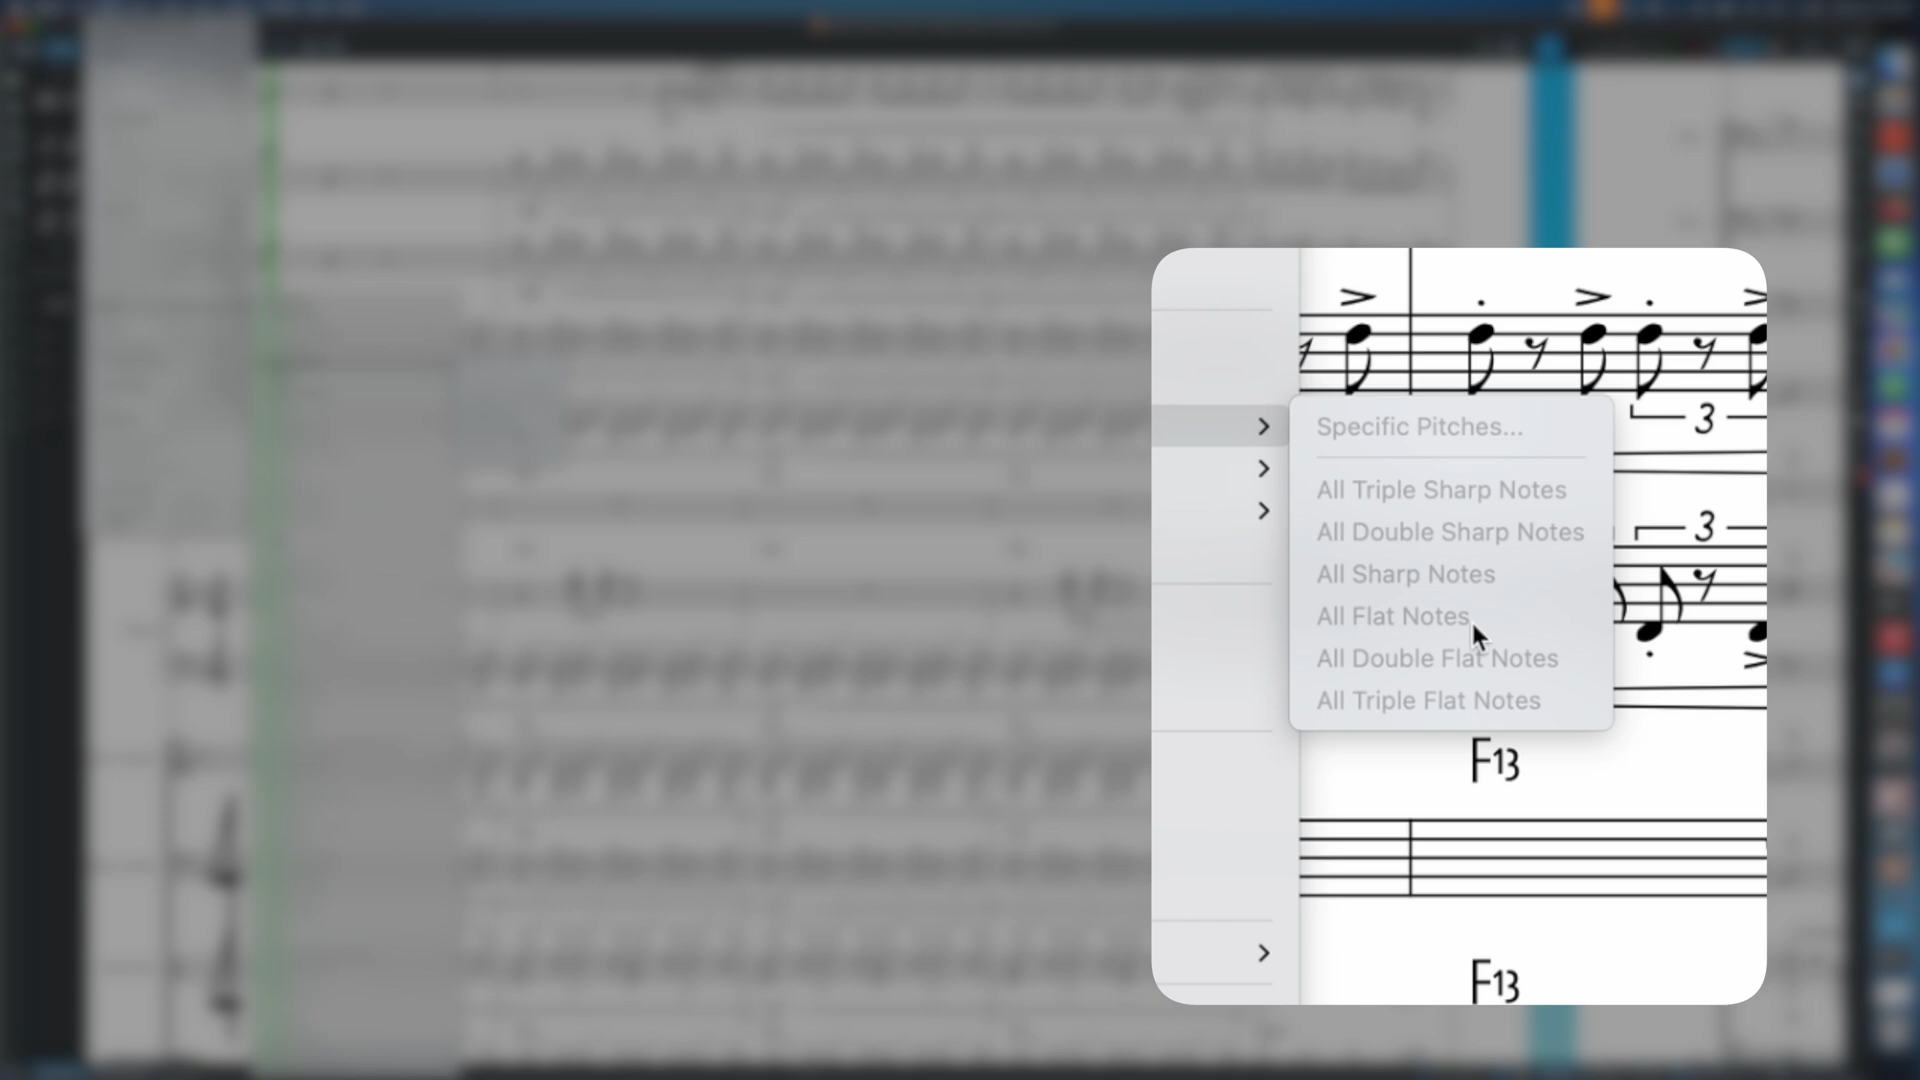 3
Specific Pitches...
All Triple Sharp Notes
All Double Sharp Notes
3
All Sharp Notes
All Flat Notes
All Double Flat Notes
All Triple Flat Notes
F13
F13